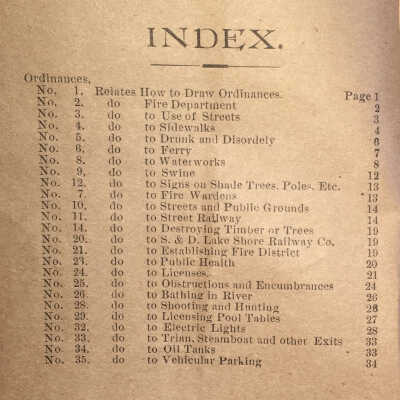 INDEX.
Ordinances,
No. 1. Relates How to Draw Ordinances. Page 1
No. 2. do Fire Department 2
No. 3. do to Use of Streets 3
No. 4. do to Sidewalks 4
No. 5. do to Drunk and Disordely 6
No. 6, do to Ferry 7
No. 8. do to Waterworks 8
No. 9, do to Swine 12
No. 12. do to Signs on Shade Trees, Poles, Etc. 13
No. 7 do to Fire Wardens 13
No. 10, do to Streets and Public Grounds 14
No. 11. do to Street Railway 14
No. 14. do to Destroying Timber or Trees 19
No. 20. do to S. & D. Lake Shore Railway Co, 19
No. 21. do to Establishing Fire District 19
No. 23. do to Public Health 20
No. 24. do to Licenses. 21
No. 25. do to Obstructions and Encumbrances 24
No. 26. do to Bathing in River 26
No. 28. do to Shooting and Hunting 26
No. 29. do to Licensing Pool Tables 27
No. 32. do to Electric Lights 28
No. 33. do to Trian, Steamboat and other Exits 33
No. 34. do to Oil Tanks 33
No. 35. do to Vehicular Parking 34